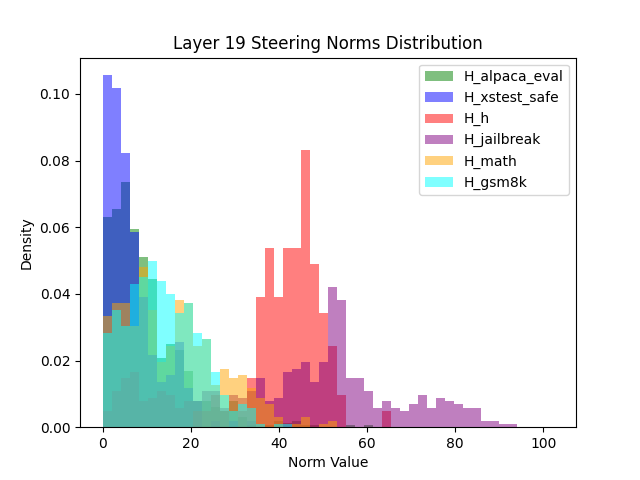 Layer 19 Steering Norms Distribution
H_alpaca_eval
H_xstest_safe
H_h
H_jailbreak
H_math
H_gsm8k
Density
0.10
0.08
0.06
0.04
0.02
0.00
0 20 40 60 80 100
Norm Value